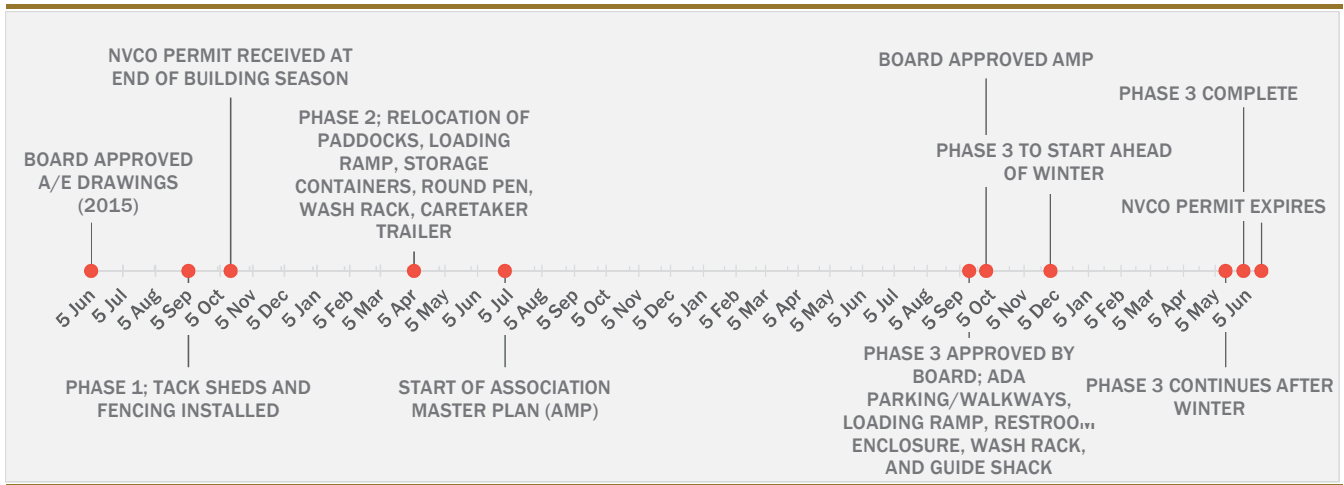 NVCO PERMIT RECEIVED AT
END OF BUILDING SEASON
BOARD APPROVED
A/E DRAWINGS
(2015)
PHASE 2; RELOCATION OF
PADDOCKS, LOADING
RAMP, STORAGE
CONTAINERS, ROUND PEN,
WASH RACK, CARETAKER
TRAILER
BOARD APPROVED AMP
PHASE 3 TO START AHEAD
OF WINTER
PHASE 3 COMPLETE
NVCO PERMIT EXPIRES
5 Jun
5 Jul
5 Aug
5 Sep
5 Oct
5 Nov
5 Dec
5 Jan
5 Feb
5 Mar
5 Apr
5 May
5 Jun
5 Jul
5 Aug
5 Sep
5 Oct
5 Nov
5 Dec
5 Jan
5 Feb
5 Mar
5 Apr
5 May
5 Jun
5 Jul
5 Aug
5 Sep
5 Oct
5 Nov
5 Dec
5 Jan
5 Feb
5 Mar
5 Apr
5 May
5 Jun
PHASE 1; TACK SHEDS AND
FENCING INSTALLED
START OF ASSOCIATION
MASTER PLAN (AMP)
PHASE 3 APPROVED BY
BOARD; ADA
PARKING/WALKWAYS,
LOADING RAMP, RESTROOM
ENCLOSURE, WASH RACK,
AND GUIDE SHACK
PHASE 3 CONTINUES AFTER
WINTER